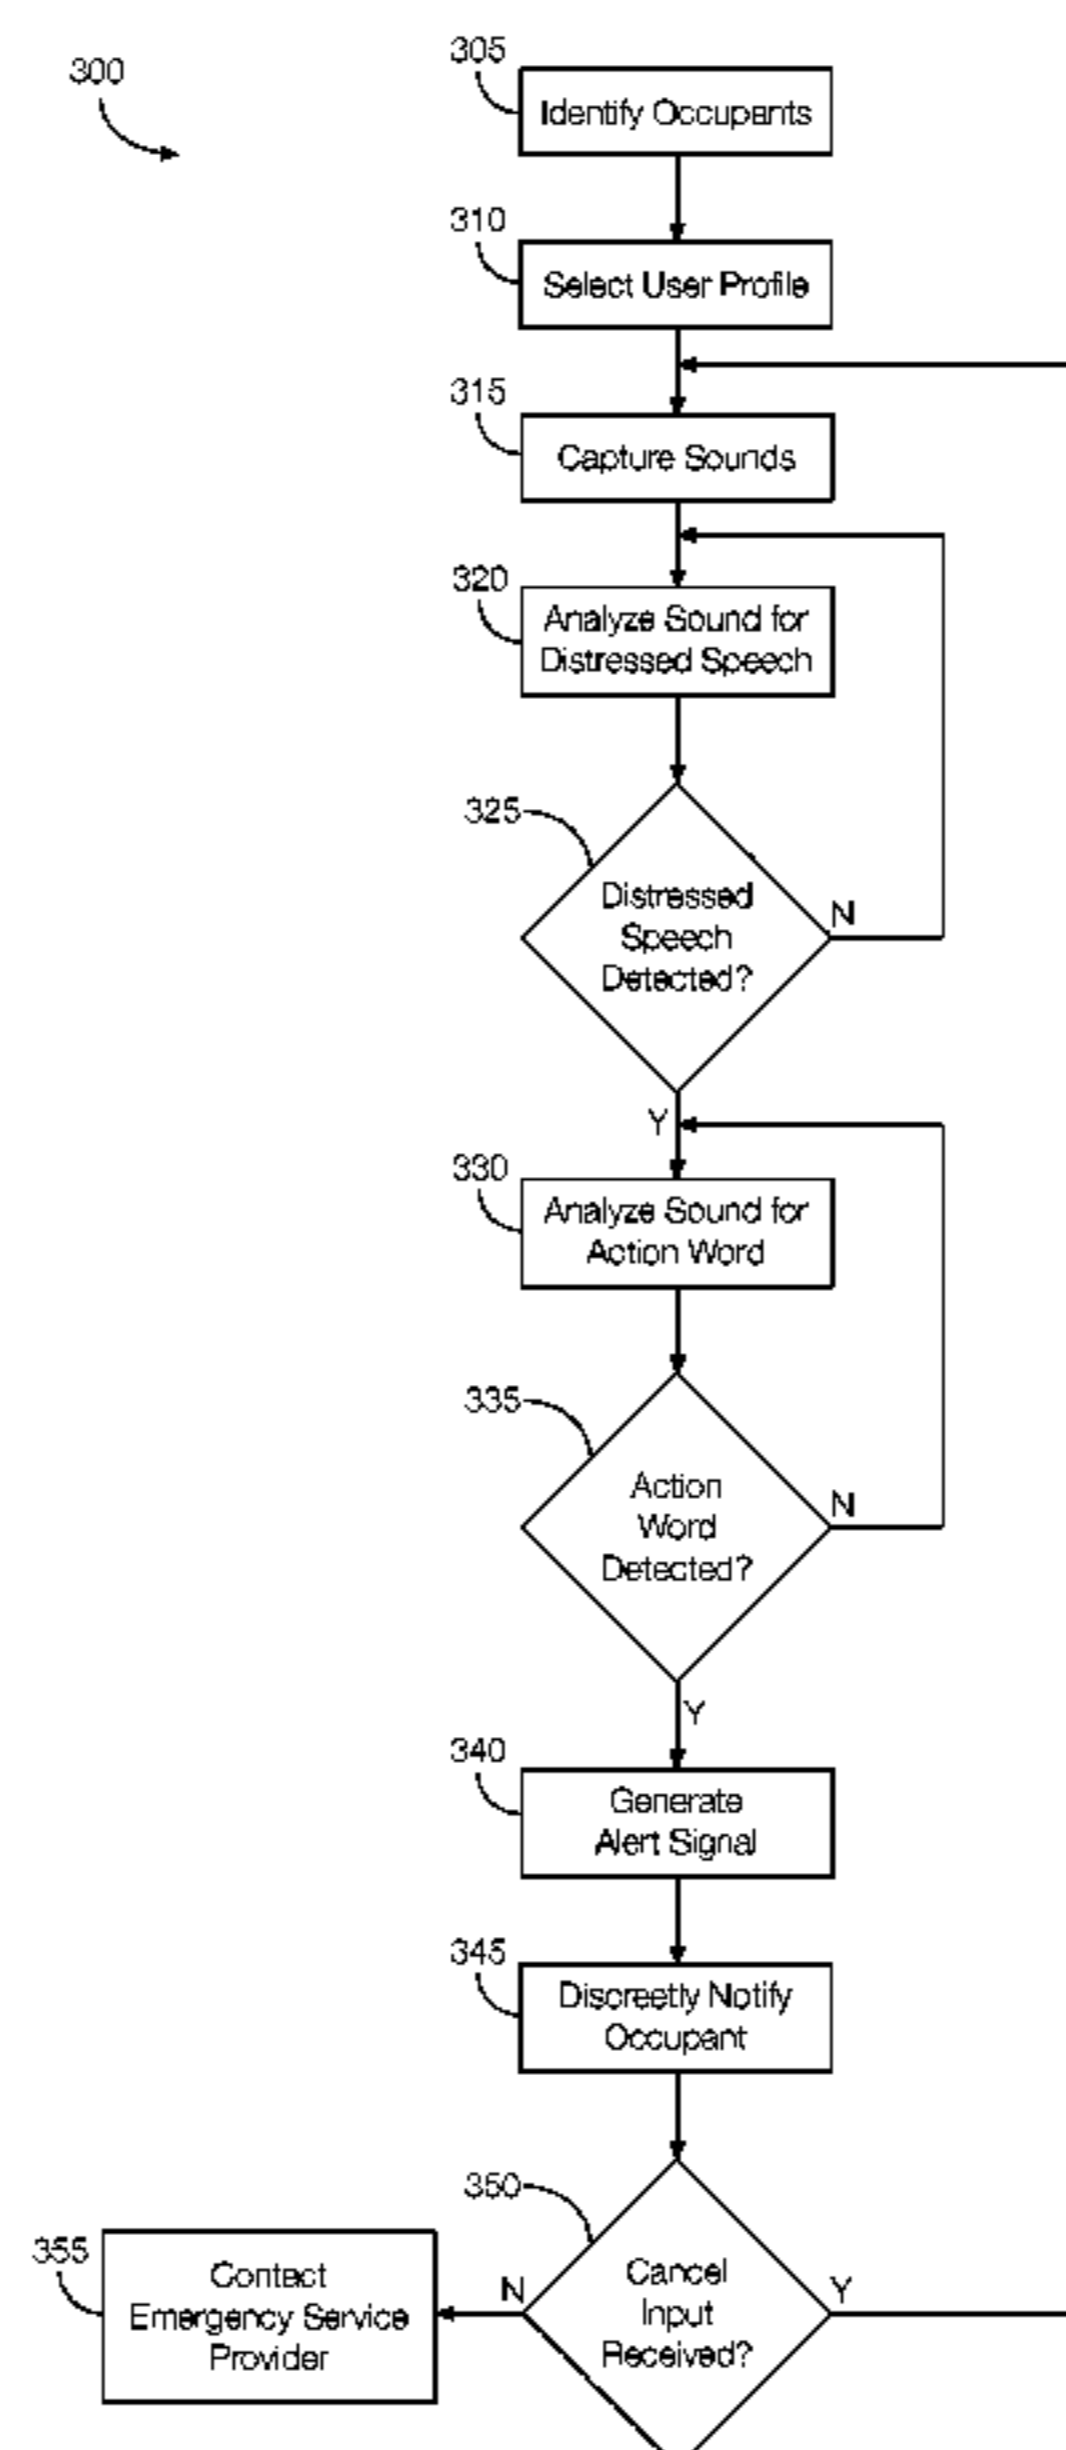 300
305
Identify Occupants
310
Select User Profile
315
Capture Sounds
320
Analyze Sound for
Distressed Speech
325
Distressed
Speech
Detected?
N
Y
330
Analyze Sound for
Action Word
335
Action
Word
Detected?
N
Y
340
Generate
Alert Signal
345
Discreetly Notify
Occupant
350
Cancel
Input
Received?
N
Y
355
Contact
Emergency Service
Provider